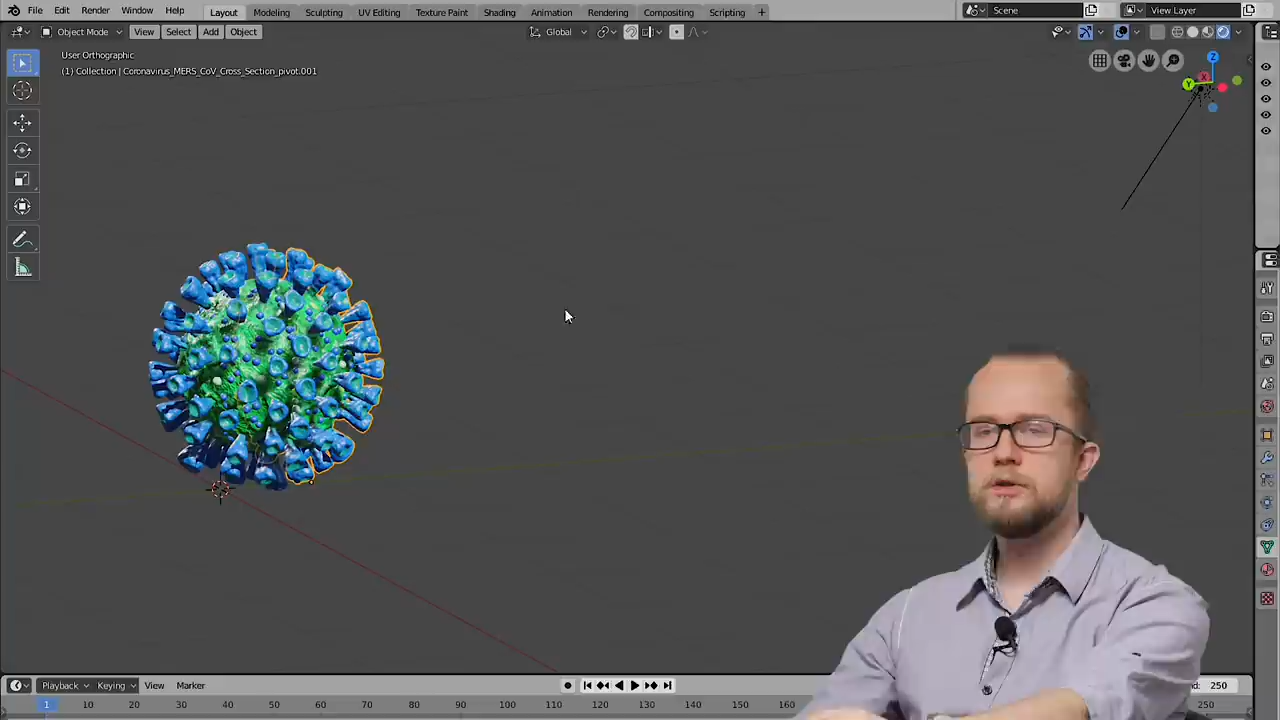 File Edit Render Window Help Layout Modeling Sculpting UV Editing Texture Paint Shading Animation Rendering Compositing Scripting + Scene View Layer
Object Mode View Select Add Object Global
User Orthographic
(1) Collection | Coronavirus_MERS_CoV_Cross_Section_pivot.001
Z
Y
X
Playback Keying View Marker nd: 250
1 10 20 30 40 50 60 70 80 90 100 110 120 130 140 150 160 250